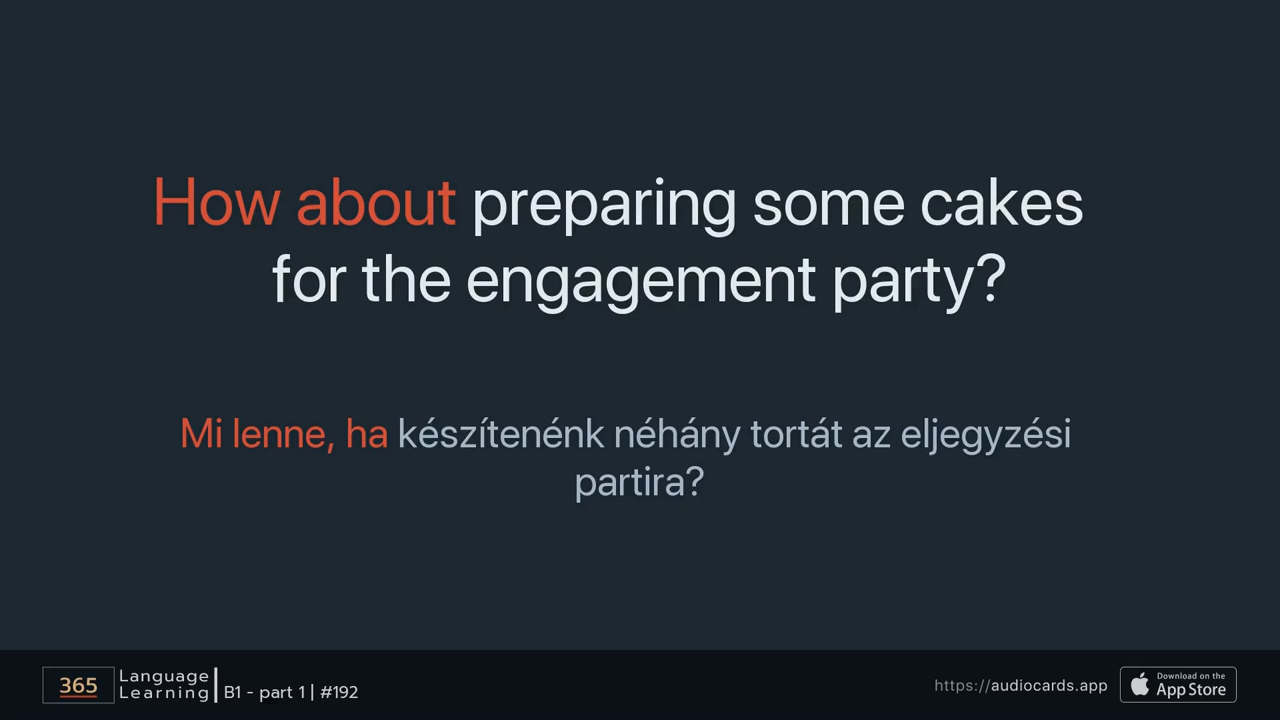 How about preparing some cakes
for the engagement party?
Mi lenne, ha készítenénk néhány tortát az eljegyzési
partira?
365
Language
Learning
B1 - part 1 | #192
https://audiocards.app
Download on the
App Store